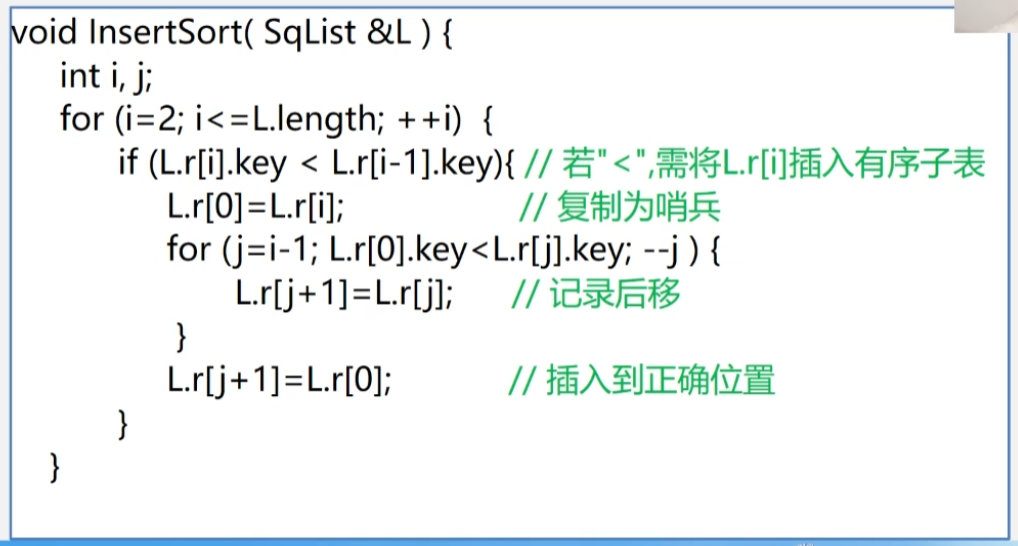 void InsertSort( SqList &L ) {
int i, j;
for (i=2; i<=L.length; ++i) {
if (L.r[i].key < L.r[i-1].key){ // 若"<",需将L.r[i]插入有序子表
L.r[0]=L.r[i]; // 复制为哨兵
for (j=i-1; L.r[0].key<L.r[j].key; --j ) {
L.r[j+1]=L.r[j]; // 记录后移
}
L.r[j+1]=L.r[0]; // 插入到正确位置
}
}